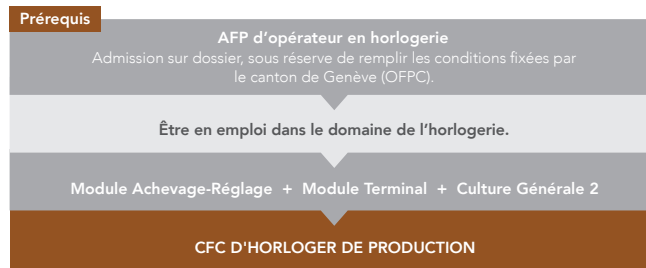 Prérequis
AFP d’opérateur en horlogerie
Admission sur dossier, sous réserve de remplir les conditions fixées par
le canton de Genève (OFPC).
Être en emploi dans le domaine de l’horlogerie.
Module Achevage-Réglage + Module Terminal + Culture Générale 2
CFC D'HORLOGER DE PRODUCTION